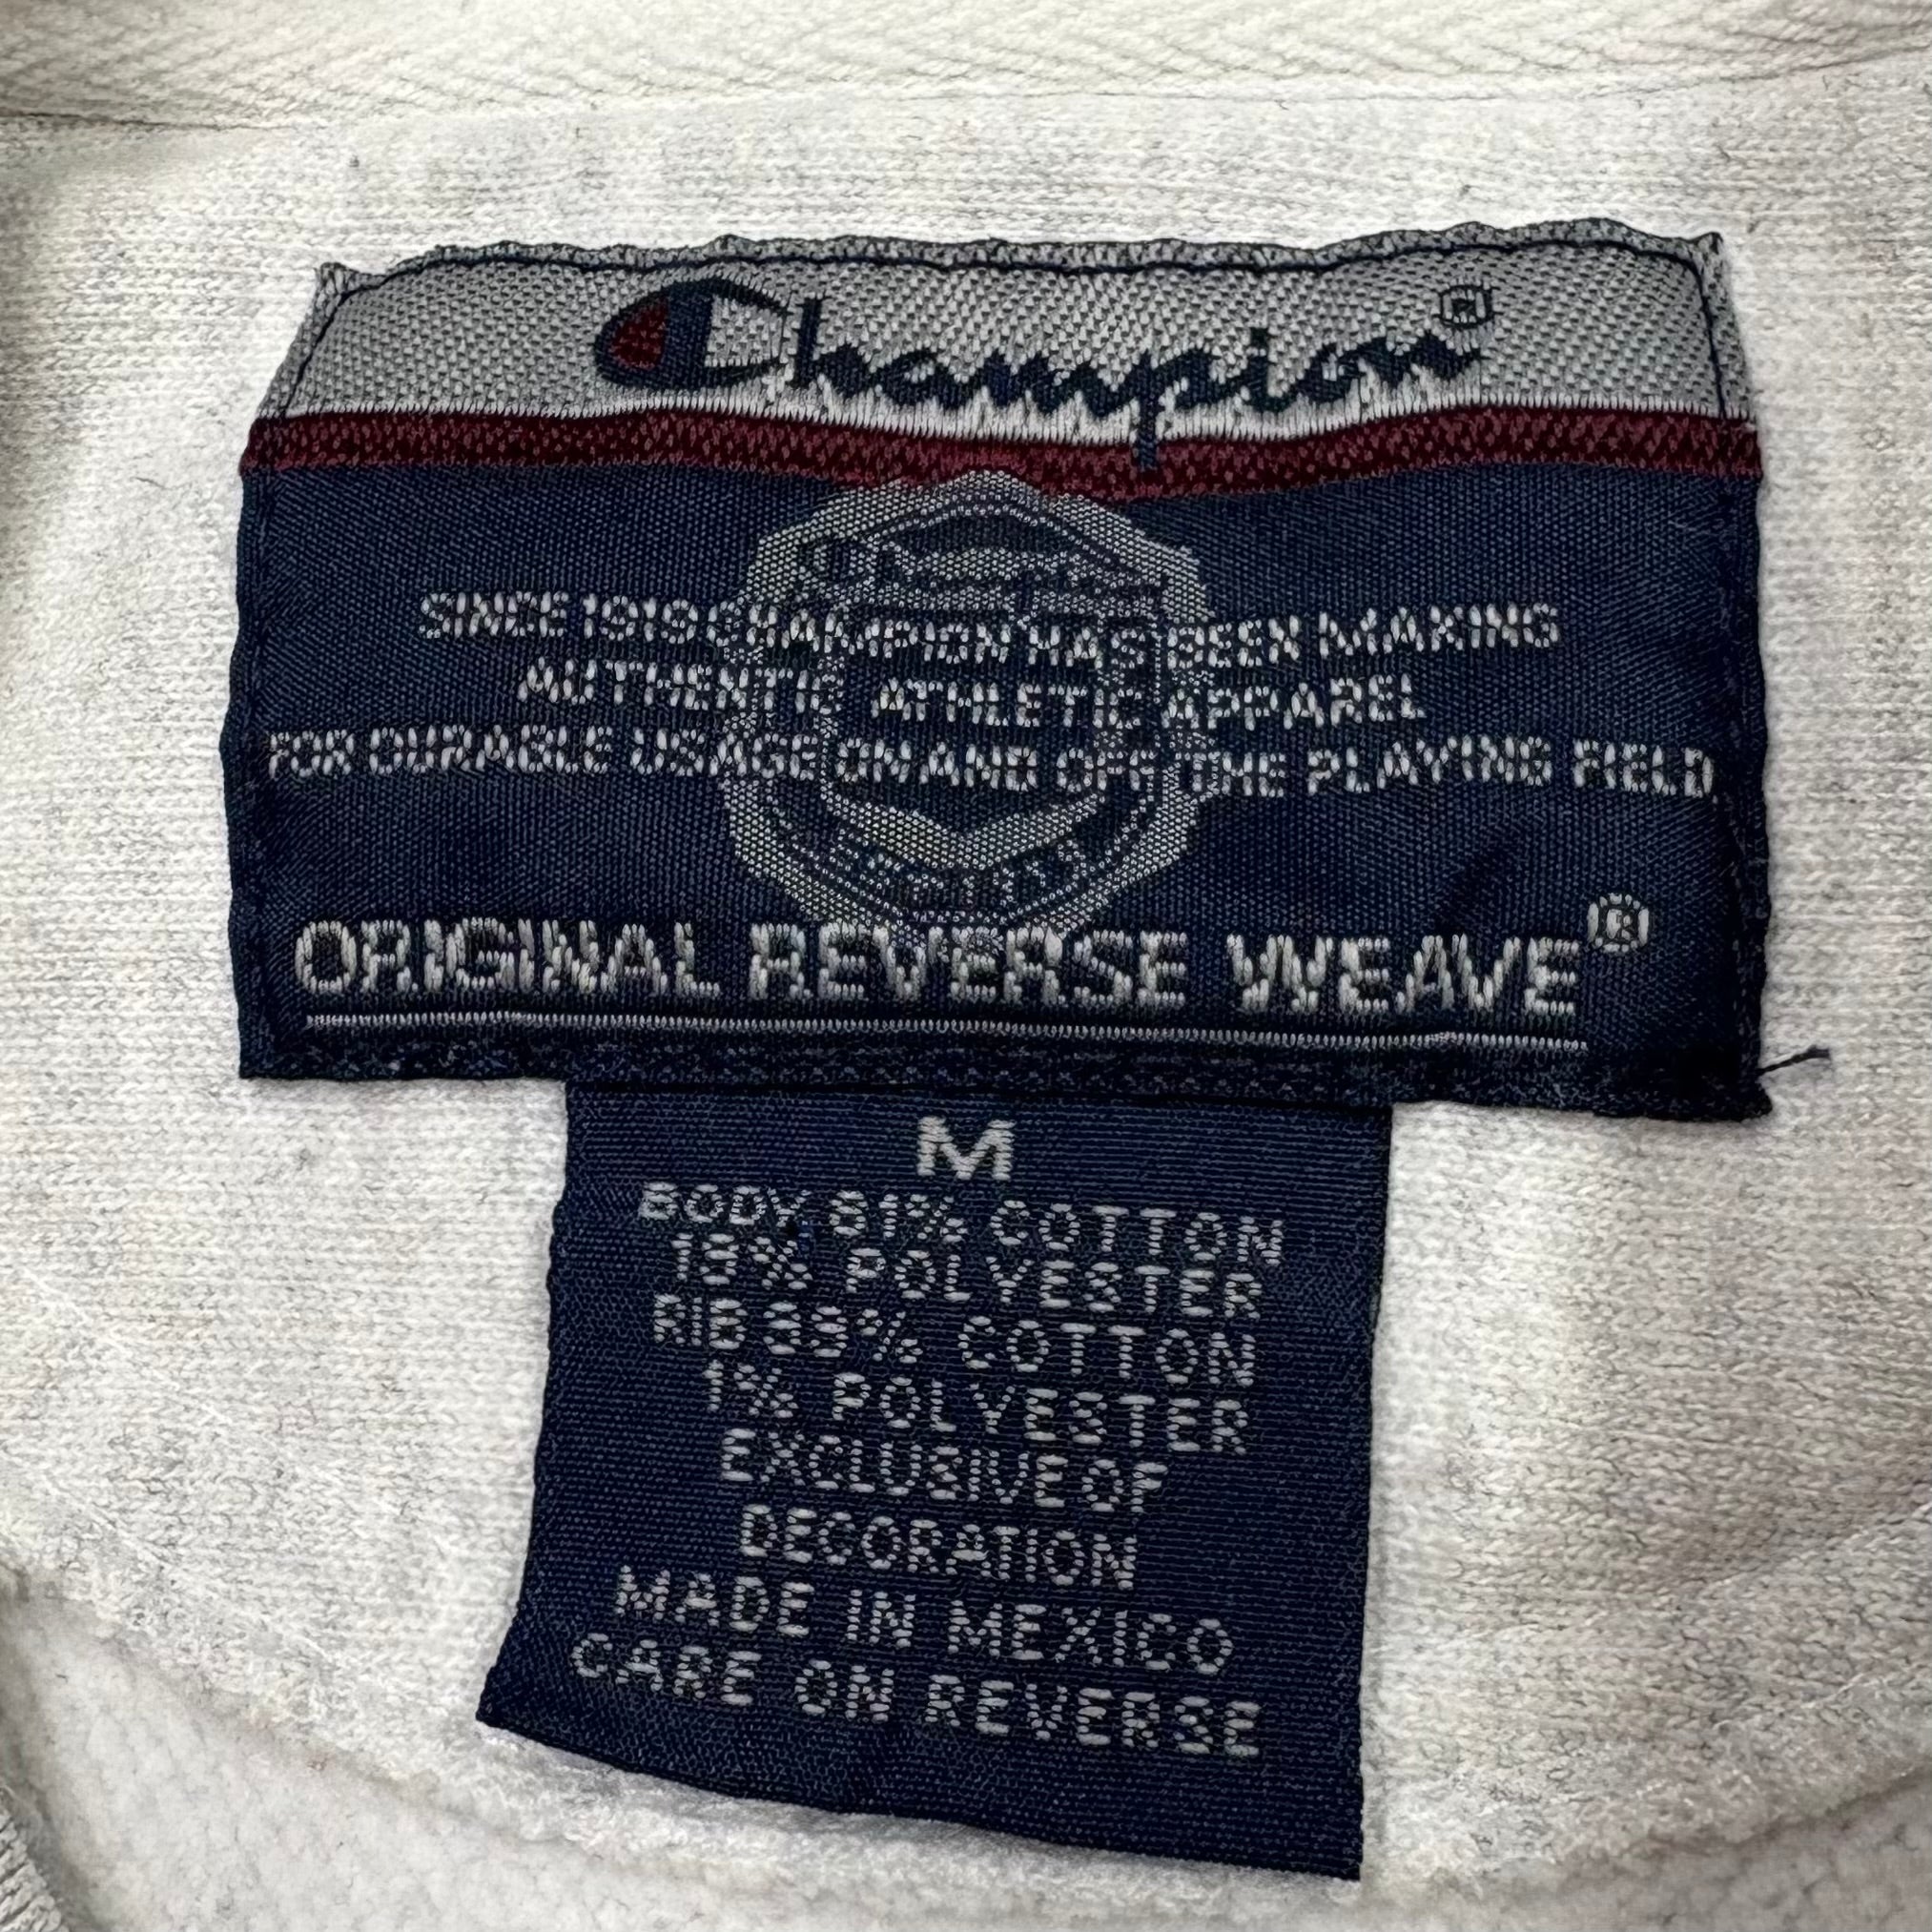 Champion®
Champion
SINCE 1919 CHAMPION HAS BEEN MAKING
AUTHENTIC ATHLETIC APPAREL
FOR DURABLE USAGE ON AND OFF THE PLAYING FIELD
ORIGINAL REVERSE WEAVE®
M
BODY 81% COTTON
19% POLYESTER
RIB 99% COTTON
1% POLYESTER
EXCLUSIVE OF
DECORATION
MADE IN MEXICO
CARE ON REVERSE